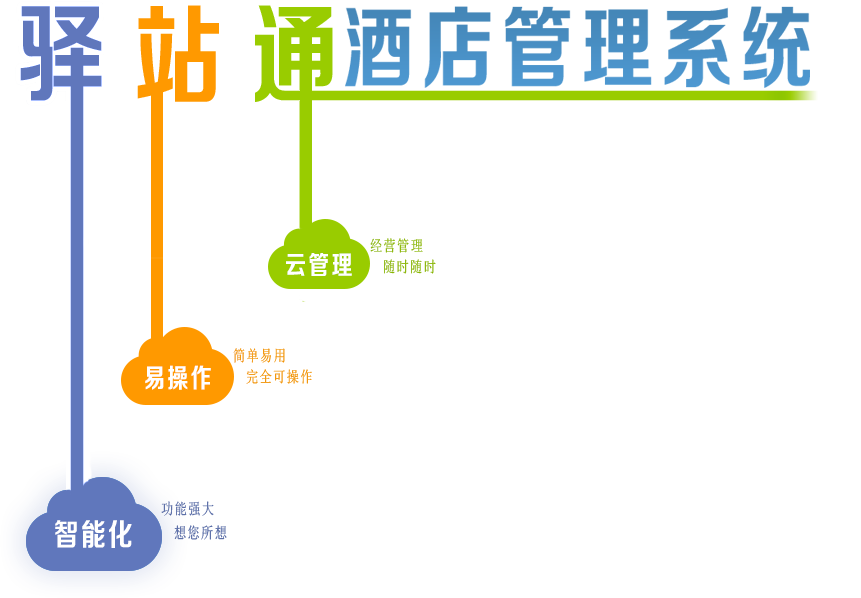 驿站通酒店管理系统
云管理
经营管理
随时随时
易操作
简单易用
完全可操作
智能化
功能强大
想您所想